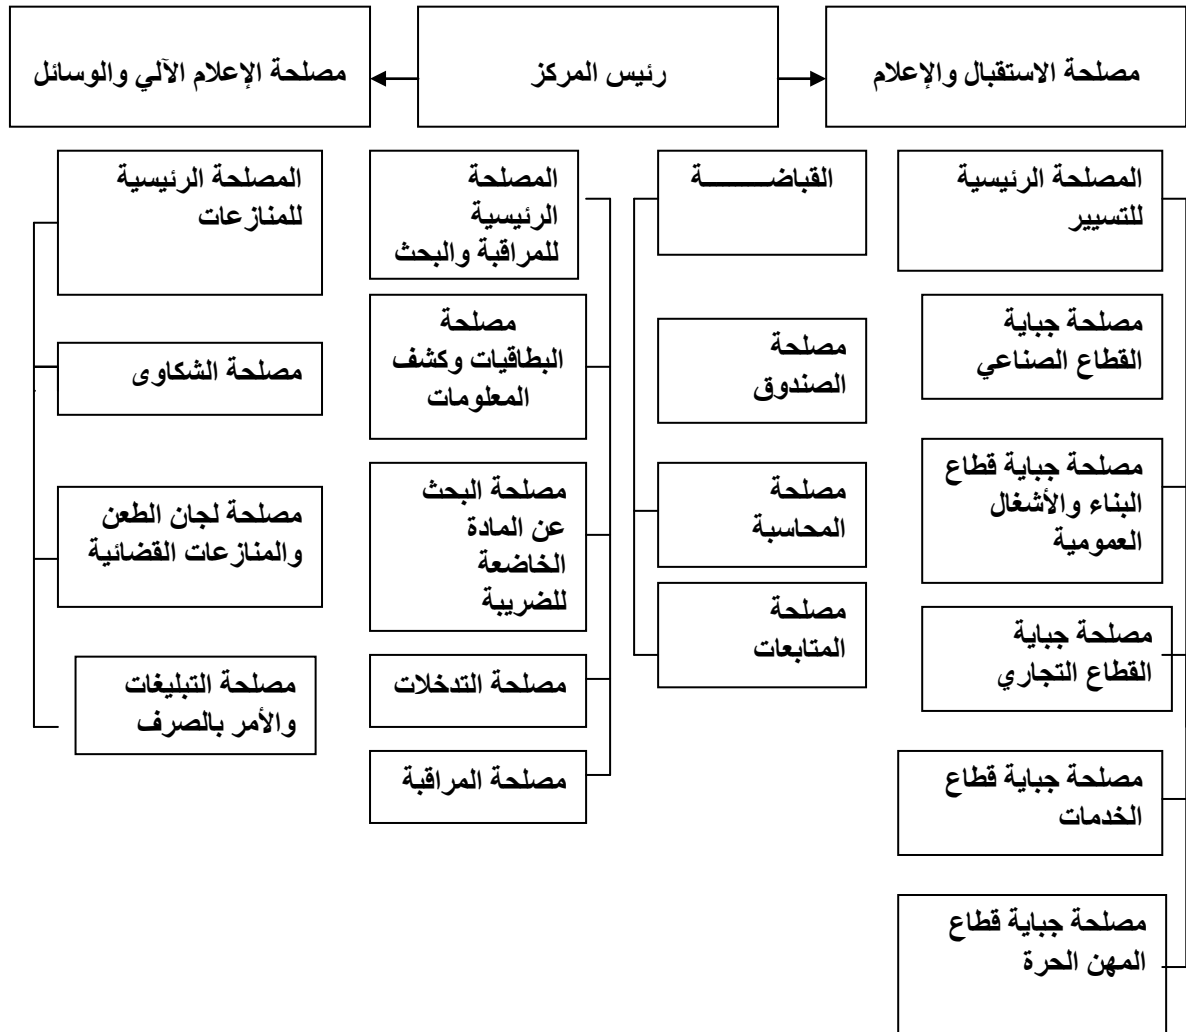 مصلحة الاستقبال والإعلام
رئيس المركز
مصلحة الإعلام الآلي والوسائل
المصلحة الرئيسية
للتسيير
مصلحة جباية
القطاع الصناعي
مصلحة جباية قطاع
البناء والأشغال
العمومية
مصلحة جباية
القطاع التجاري
مصلحة جباية قطاع
الخدمات
مصلحة جباية قطاع
المهن الحرة
القباضـــــــــة
مصلحة
الصندوق
مصلحة
المحاسبة
مصلحة
المتابعات
المصلحة
الرئيسية
للمراقبة والبحث
مصلحة
البطاقيات وكشف
المعلومات
مصلحة البحث
عن المادة
الخاضعة
للضريبة
مصلحة التدخلات
مصلحة المراقبة
المصلحة الرئيسية
للمنازعات
مصلحة الشكاوى
مصلحة لجان الطعن
والمنازعات القضائية
مصلحة التبليغات
والأمر بالصرف